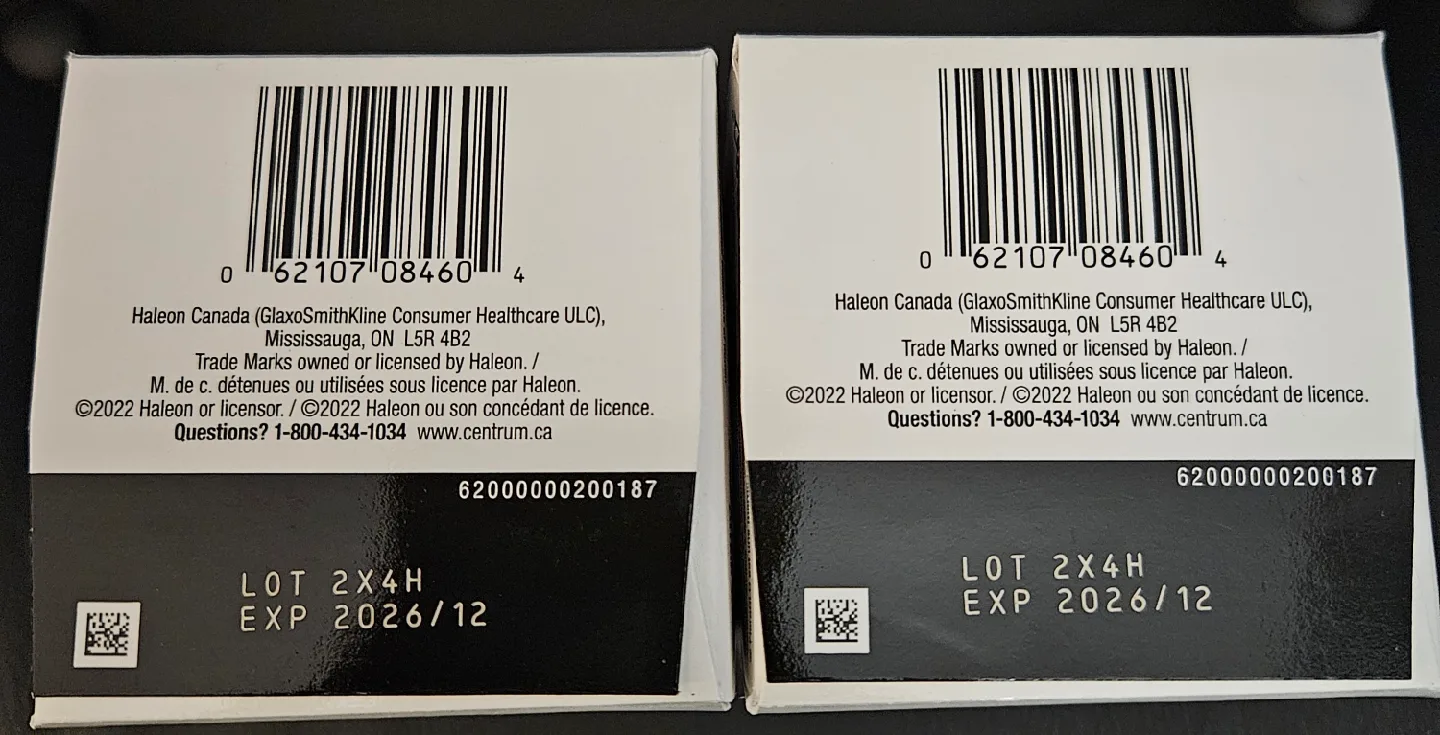 0 62107 08460 4
Haleon Canada (GlaxoSmithKline Consumer Healthcare ULC),
Mississauga, ON L5R 4B2
Trade Marks owned or licensed by Haleon. /
M. de c. détenues ou utilisées sous licence par Haleon.
©2022 Haleon or licensor. / ©2022 Haleon ou son concédant de licence.
Questions? 1-800-434-1034 www.centrum.ca
62000000200187
LOT 2X4H
EXP 2026/12
0 62107 08460 4
Haleon Canada (GlaxoSmithKline Consumer Healthcare ULC),
Mississauga, ON L5R 4B2
Trade Marks owned or licensed by Haleon. /
M. de c. détenues ou utilisées sous licence par Haleon.
©2022 Haleon or licensor. / ©2022 Haleon ou son concédant de licence.
Questions? 1-800-434-1034 www.centrum.ca
62000000200187
LOT 2X4H
EXP 2026/12